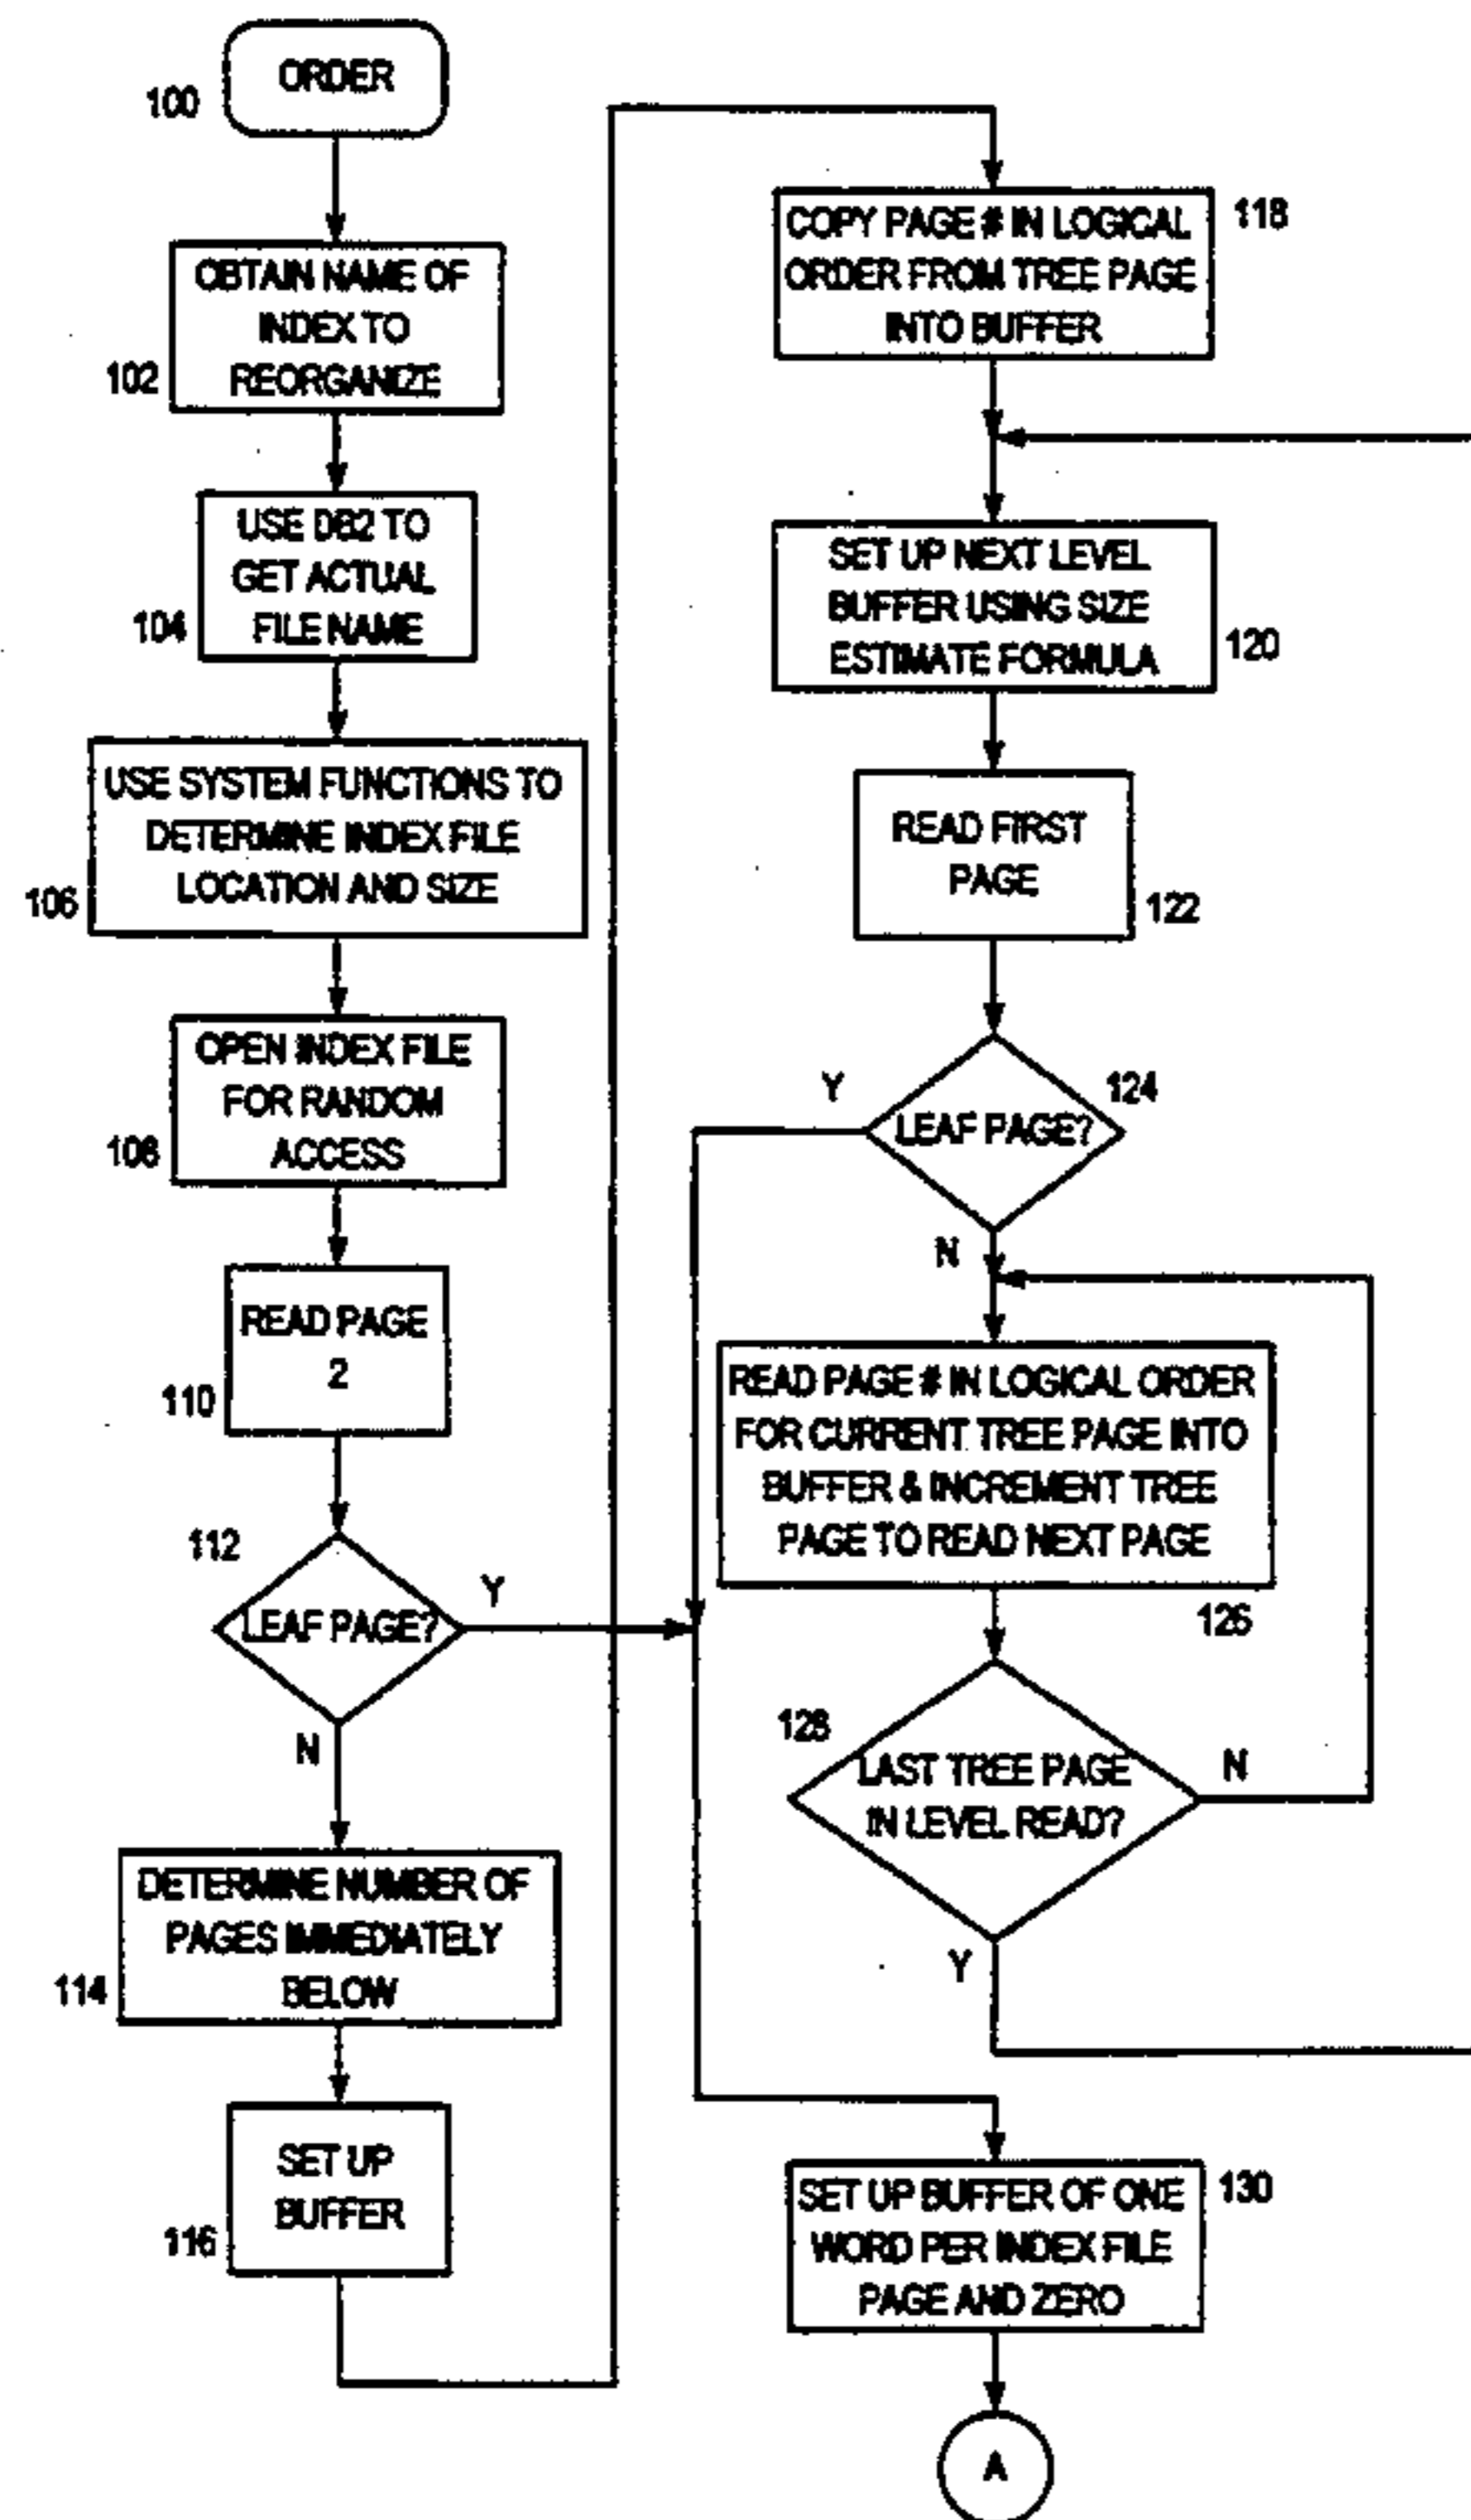 ORDER
100
OBTAIN NAME OF
INDEX TO
REORGANIZE
102
USE DB2 TO
GET ACTUAL
FILE NAME
104
USE SYSTEM FUNCTIONS TO
DETERMINE INDEX FILE
LOCATION AND SIZE
106
OPEN INDEX FILE
FOR RANDOM
ACCESS
108
READ PAGE
2
110
112
LEAF PAGE?
Y
N
DETERMINE NUMBER OF
PAGES IMMEDIATELY
BELOW
114
SET UP
BUFFER
116
COPY PAGE # IN LOGICAL
ORDER FROM TREE PAGE
INTO BUFFER
118
SET UP NEXT LEVEL
BUFFER USING SIZE
ESTIMATE FORMULA
120
READ FIRST
PAGE
122
Y
124
LEAF PAGE?
N
READ PAGE # IN LOGICAL ORDER
FOR CURRENT TREE PAGE INTO
BUFFER & INCREMENT TREE
PAGE TO READ NEXT PAGE
126
128
LAST TREE PAGE
IN LEVEL READ?
N
Y
SET UP BUFFER OF ONE
WORD PER INDEX FILE
PAGE AND ZERO
130
A